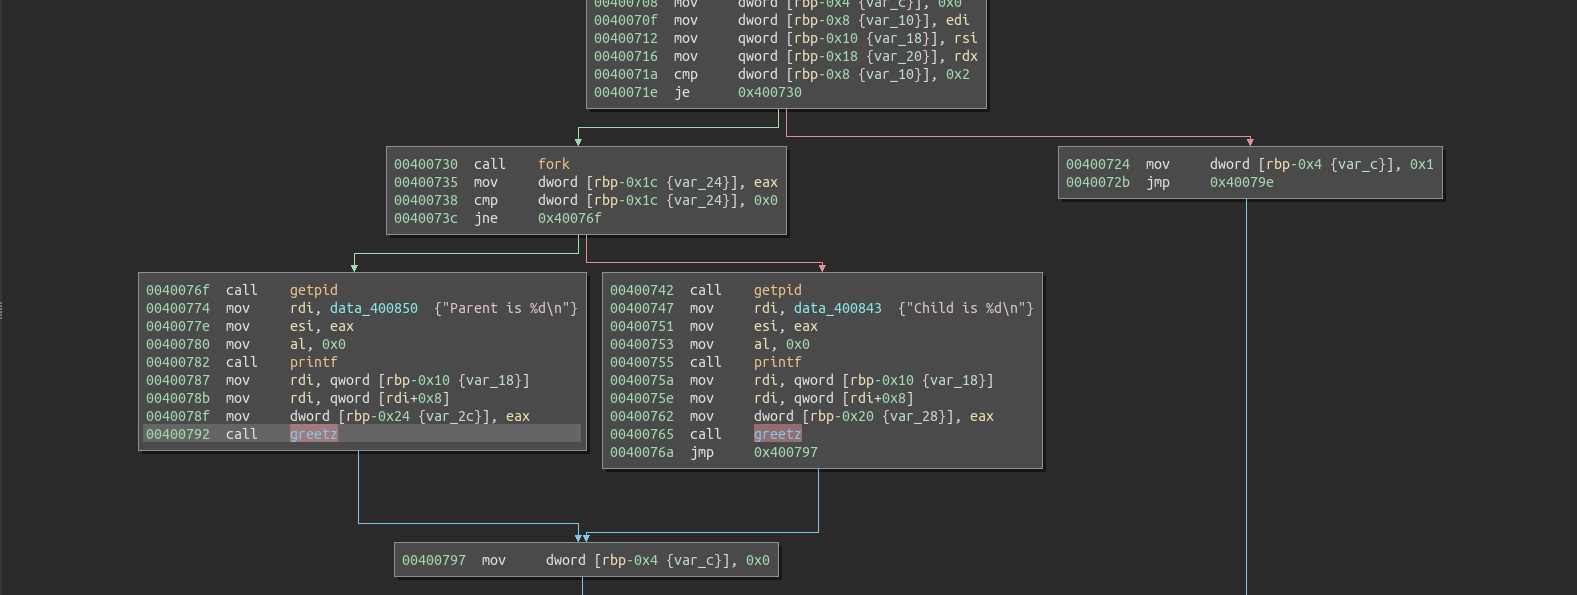 00400708 mov dword [rbp-0x4 {var_c}], 0x0
0040070f mov dword [rbp-0x8 {var_10}], edi
00400712 mov qword [rbp-0x10 {var_18}], rsi
00400716 mov qword [rbp-0x18 {var_20}], rdx
0040071a cmp dword [rbp-0x8 {var_10}], 0x2
0040071e je 0x400730
00400730 call fork
00400735 mov dword [rbp-0x1c {var_24}], eax
00400738 cmp dword [rbp-0x1c {var_24}], 0x0
0040073c jne 0x40076f
00400724 mov dword [rbp-0x4 {var_c}], 0x1
0040072b jmp 0x40079e
0040076f call getpid
00400774 mov rdi, data_400850 {"Parent is %d\n"}
0040077e mov esi, eax
00400780 mov al, 0x0
00400782 call printf
00400787 mov rdi, qword [rbp-0x10 {var_18}]
0040078b mov rdi, qword [rdi+0x8]
0040078f mov dword [rbp-0x24 {var_2c}], eax
00400792 call greetz
00400742 call getpid
00400747 mov rdi, data_400843 {"Child is %d\n"}
00400751 mov esi, eax
00400753 mov al, 0x0
00400755 call printf
0040075a mov rdi, qword [rbp-0x10 {var_18}]
0040075e mov rdi, qword [rdi+0x8]
00400762 mov dword [rbp-0x20 {var_28}], eax
00400765 call greetz
0040076a jmp 0x400797
00400797 mov dword [rbp-0x4 {var_c}], 0x0